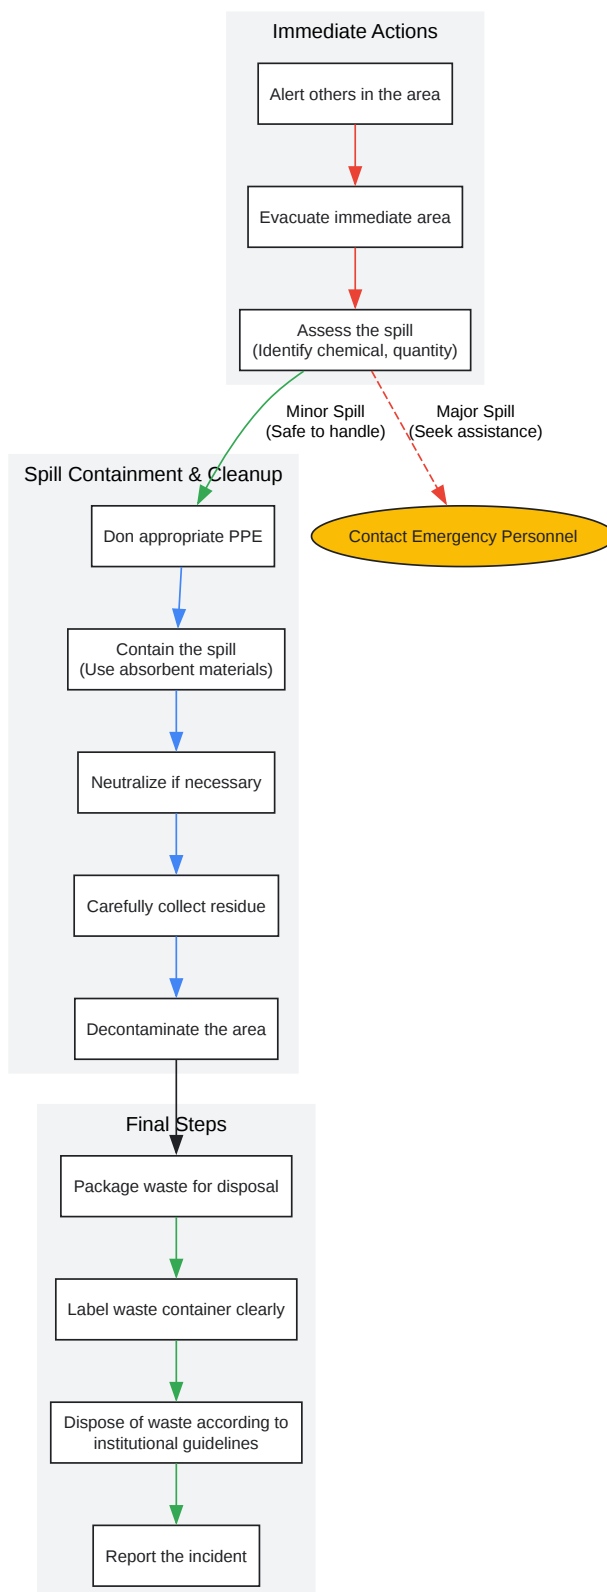 Immediate Actions
Alert others in the area
Evacuate immediate area
Assess the spill
(Identify chemical, quantity)
Minor Spill
(Safe to handle)
Major Spill
(Seek assistance)
Spill Containment & Cleanup
Don appropriate PPE
Contact Emergency Personnel
Contain the spill
(Use absorbent materials)
Neutralize if necessary
Carefully collect residue
Decontaminate the area
Final Steps
Package waste for disposal
Label waste container clearly
Dispose of waste according to
institutional guidelines
Report the incident